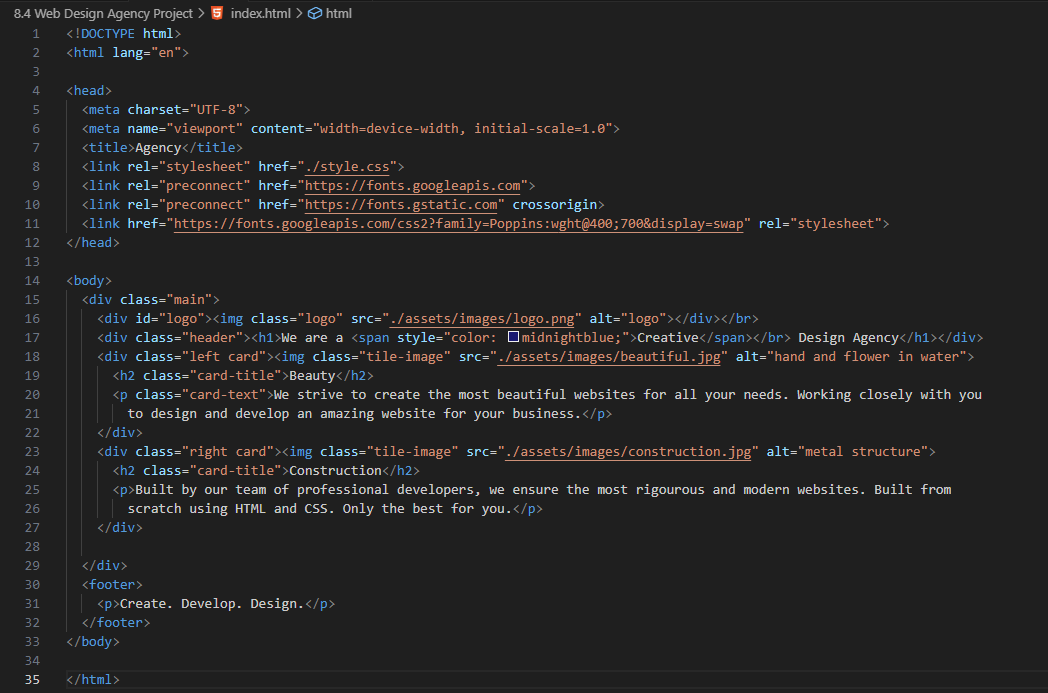 8.4 Web Design Agency Project > index.html > html
1 <!DOCTYPE html>
2 <html lang="en">
3
4 <head>
5 <meta charset="UTF-8">
6 <meta name="viewport" content="width=device-width, initial-scale=1.0">
7 <title>Agency</title>
8 <link rel="stylesheet" href="./style.css">
9 <link rel="preconnect" href="https://fonts.googleapis.com">
10 <link rel="preconnect" href="https://fonts.gstatic.com" crossorigin>
11 <link href="https://fonts.googleapis.com/css2?family=Poppins:wght@400;700&display=swap" rel="stylesheet">
12 </head>
13
14 <body>
15 <div class="main">
16 <div id="logo"><img class="logo" src="./assets/images/logo.png" alt="logo"></div></br>
17 <div class="header"><h1>We are a <span style="color: midnightblue;">Creative</span></br> Design Agency</h1></div>
18 <div class="left card"><img class="tile-image" src="./assets/images/beautiful.jpg" alt="hand and flower in water">
19 <h2 class="card-title">Beauty</h2>
20 <p class="card-text">We strive to create the most beautiful websites for all your needs. Working closely with you
21 to design and develop an amazing website for your business.</p>
22 </div>
23 <div class="right card"><img class="tile-image" src="./assets/images/construction.jpg" alt="metal structure">
24 <h2 class="card-title">Construction</h2>
25 <p>Built by our team of professional developers, we ensure the most rigourous and modern websites. Built from
26 scratch using HTML and CSS. Only the best for you.</p>
27 </div>
28
29 </div>
30 <footer>
31 <p>Create. Develop. Design.</p>
32 </footer>
33 </body>
34
35 </html>